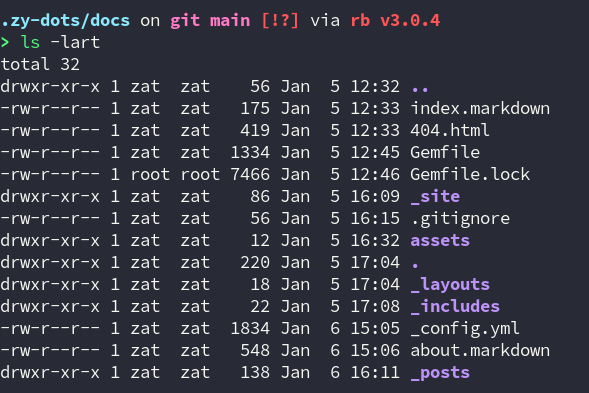 .zy-dots/docs on git main [!?] via rb v3.0.4
> ls -lart
total 32
drwxr-xr-x 1 zat  zat    56 Jan  5 12:32 ..
-rw-r--r-- 1 zat  zat   175 Jan  5 12:33 index.markdown
-rw-r--r-- 1 zat  zat   419 Jan  5 12:33 404.html
-rw-r--r-- 1 zat  zat  1334 Jan  5 12:45 Gemfile
-rw-r--r-- 1 root root 7466 Jan  5 12:46 Gemfile.lock
drwxr-xr-x 1 zat  zat    86 Jan  5 16:09 _site
-rw-r--r-- 1 zat  zat    56 Jan  5 16:15 .gitignore
drwxr-xr-x 1 zat  zat    12 Jan  5 16:32 assets
drwxr-xr-x 1 zat  zat   220 Jan  5 17:04 .
drwxr-xr-x 1 zat  zat    18 Jan  5 17:04 _layouts
drwxr-xr-x 1 zat  zat    22 Jan  5 17:08 _includes
-rw-r--r-- 1 zat  zat  1834 Jan  6 15:05 _config.yml
-rw-r--r-- 1 zat  zat   548 Jan  6 15:06 about.markdown
drwxr-xr-x 1 zat  zat   138 Jan  6 16:11 _posts